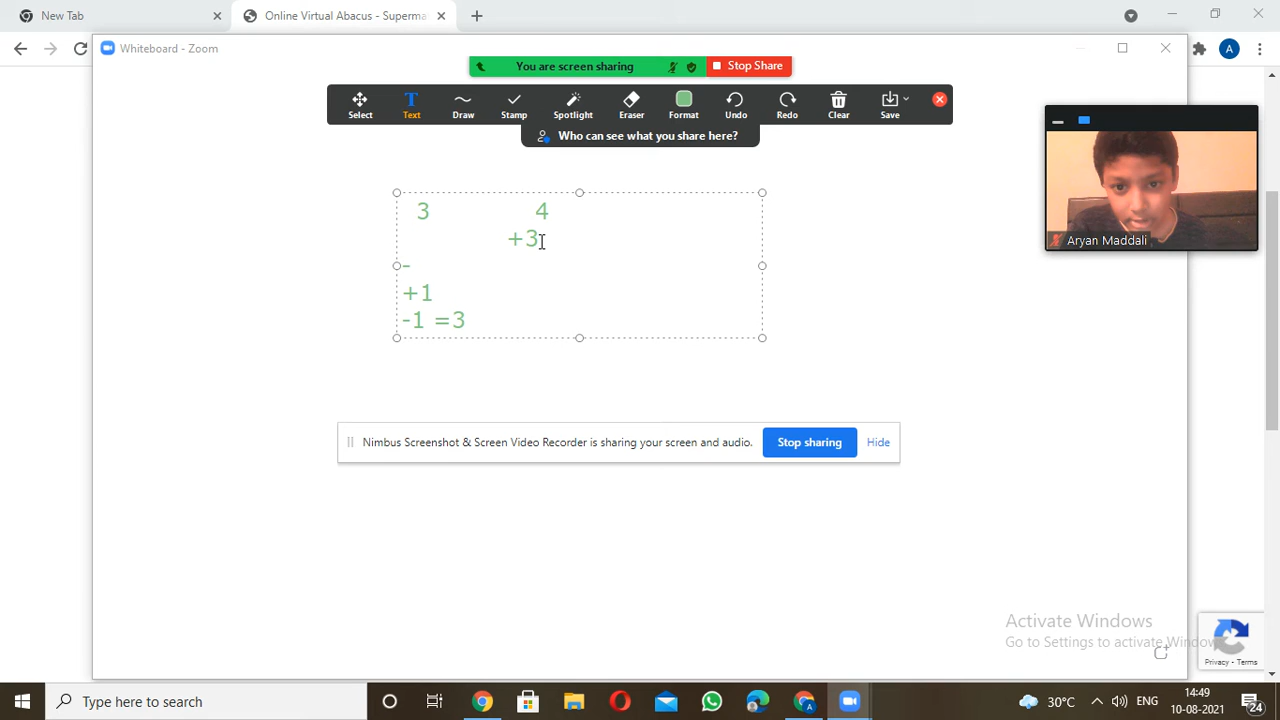 New Tab
Online Virtual Abacus - Superma
Whiteboard - Zoom
A
You are screen sharing
Stop Share
Select
Text
Draw
Stamp
Spotlight
Eraser
Format
Undo
Redo
Clear
Save
Who can see what you share here?
Aryan Maddali
3 4
+3
-
+1
-1 =3
Nimbus Screenshot & Screen Video Recorder is sharing your screen and audio.
Stop sharing
Hide
Activate Windows
Go to Settings to activate Windows.
Privacy - Terms
Type here to search
30°C
ENG
14:49
10-08-2021
24